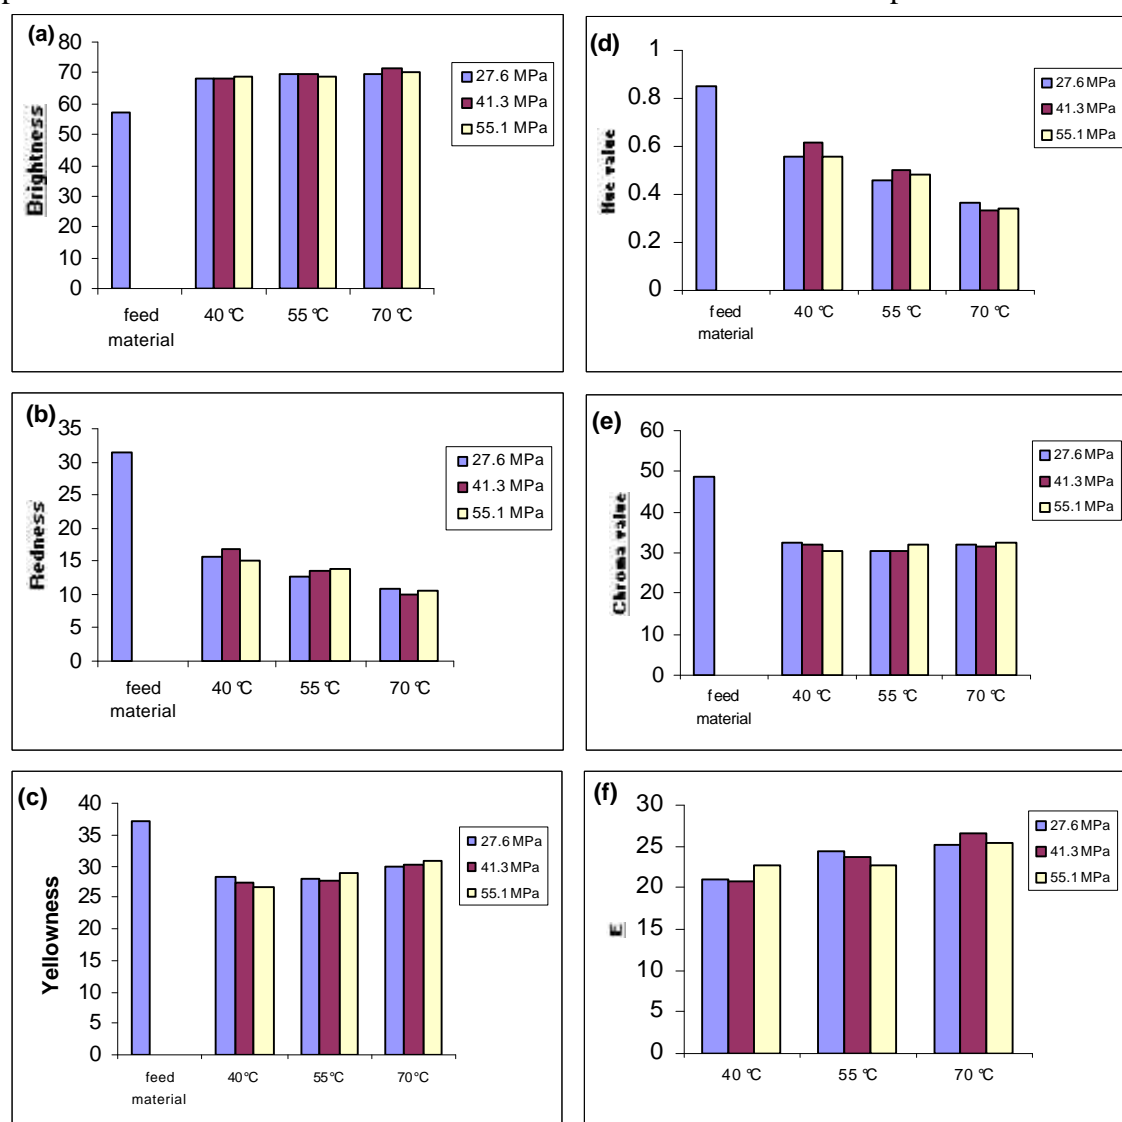 (a)
Brightness
80
70
60
50
40
30
20
10
0
feed
material
40 °C
55 °C
70 °C
27.6 MPa
41.3 MPa
55.1 MPa
(d)
Hue value
1
0.8
0.6
0.4
0.2
0
feed
material
40 °C
55 °C
70 °C
27.6 MPa
41.3 MPa
55.1 MPa
(b)
Redness
35
30
25
20
15
10
5
0
feed
material
40 °C
55 °C
70 °C
27.6 MPa
41.3 MPa
55.1 MPa
(e)
Chroma value
60
50
40
30
20
10
0
feed
material
40 °C
55 °C
70 °C
27.6 MPa
41.3 MPa
55.1 MPa
(c)
Yellowness
40
35
30
25
20
15
10
5
0
feed
material
40°C
55°C
70°C
27.6 MPa
41.3 MPa
55.1 MPa
(f)
E
30
25
20
15
10
5
0
40 °C
55 °C
70 °C
27.6 MPa
41.3 MPa
55.1 MPa